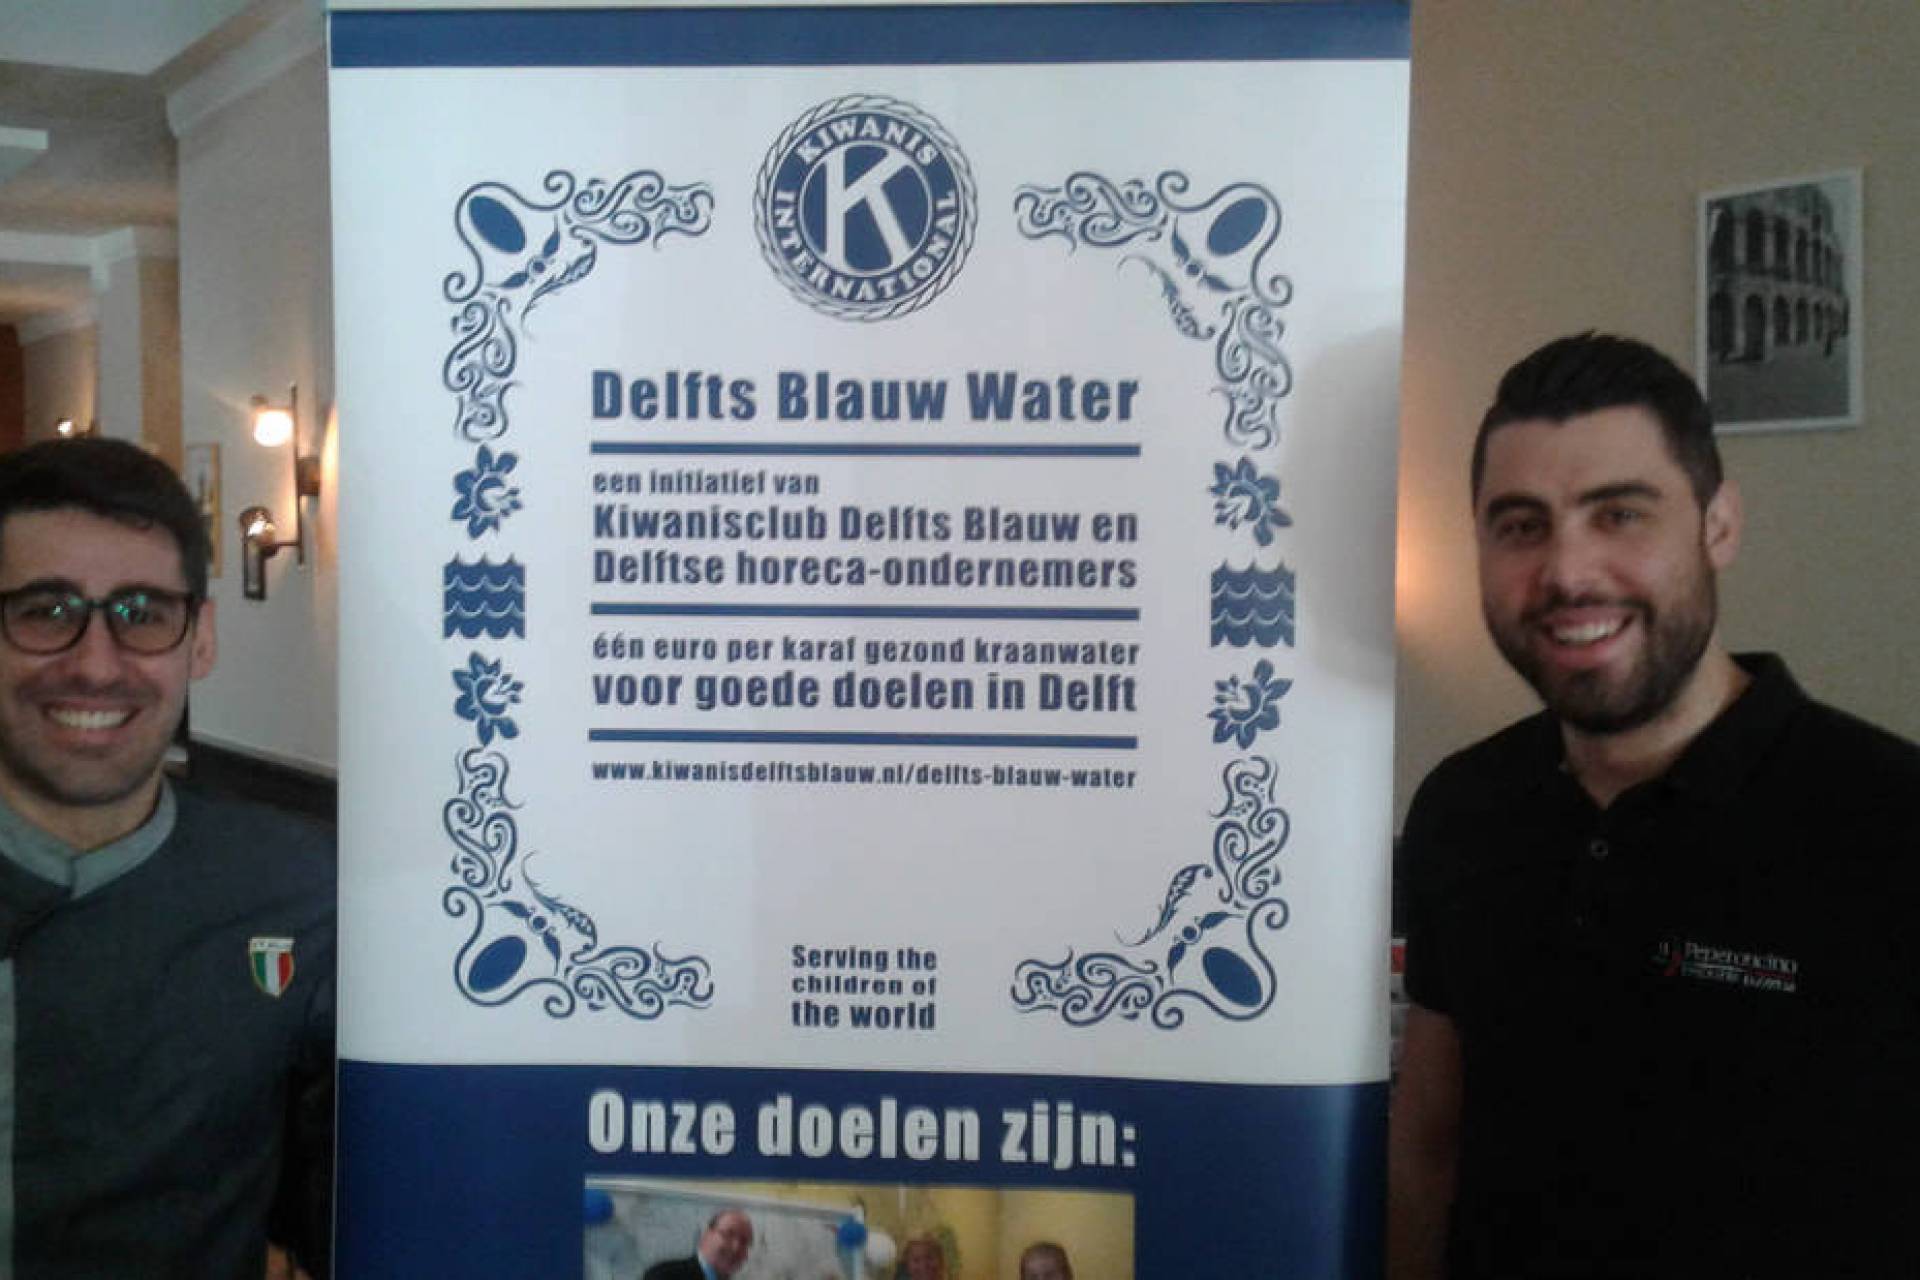 KIWANIS
K
INTERNATIONAL
Delfts Blauw Water
een initiatief van
Kiwanisclub Delfts Blauw en
Delftse horeca-ondernemers
één euro per karaf gezond kraanwater
voor goede doelen in Delft
www.kiwanisdelftsblauw.nl/delfts-blauw-water
Serving the
children of
the world
Onze doelen zijn:
Peperoncino